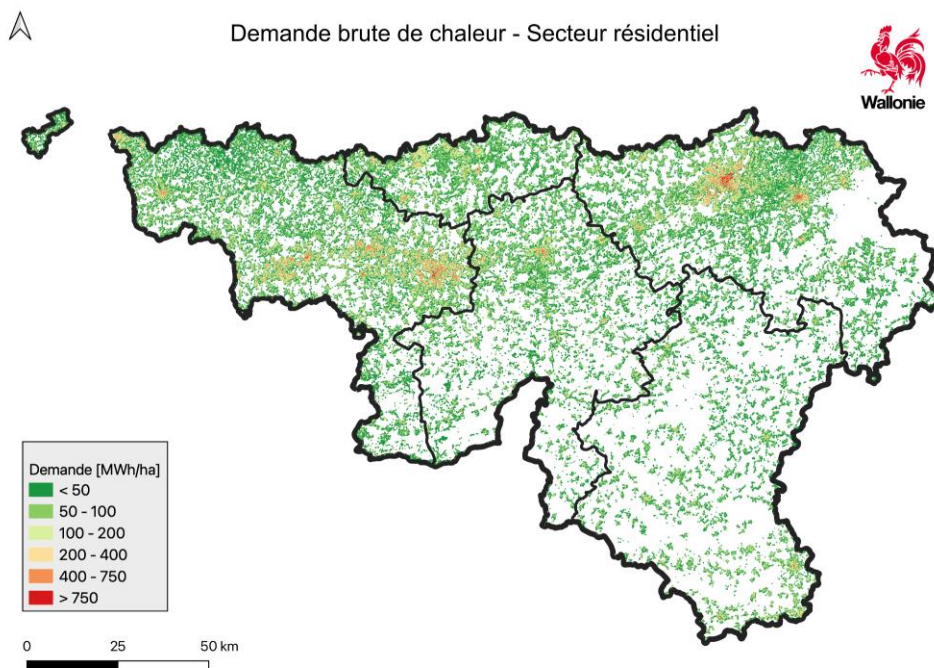 Demande brute de chaleur - Secteur résidentiel
Wallonie
Demande [MWh/ha]
< 50
50 - 100
100 - 200
200 - 400
400 - 750
> 750
0 25 50 km